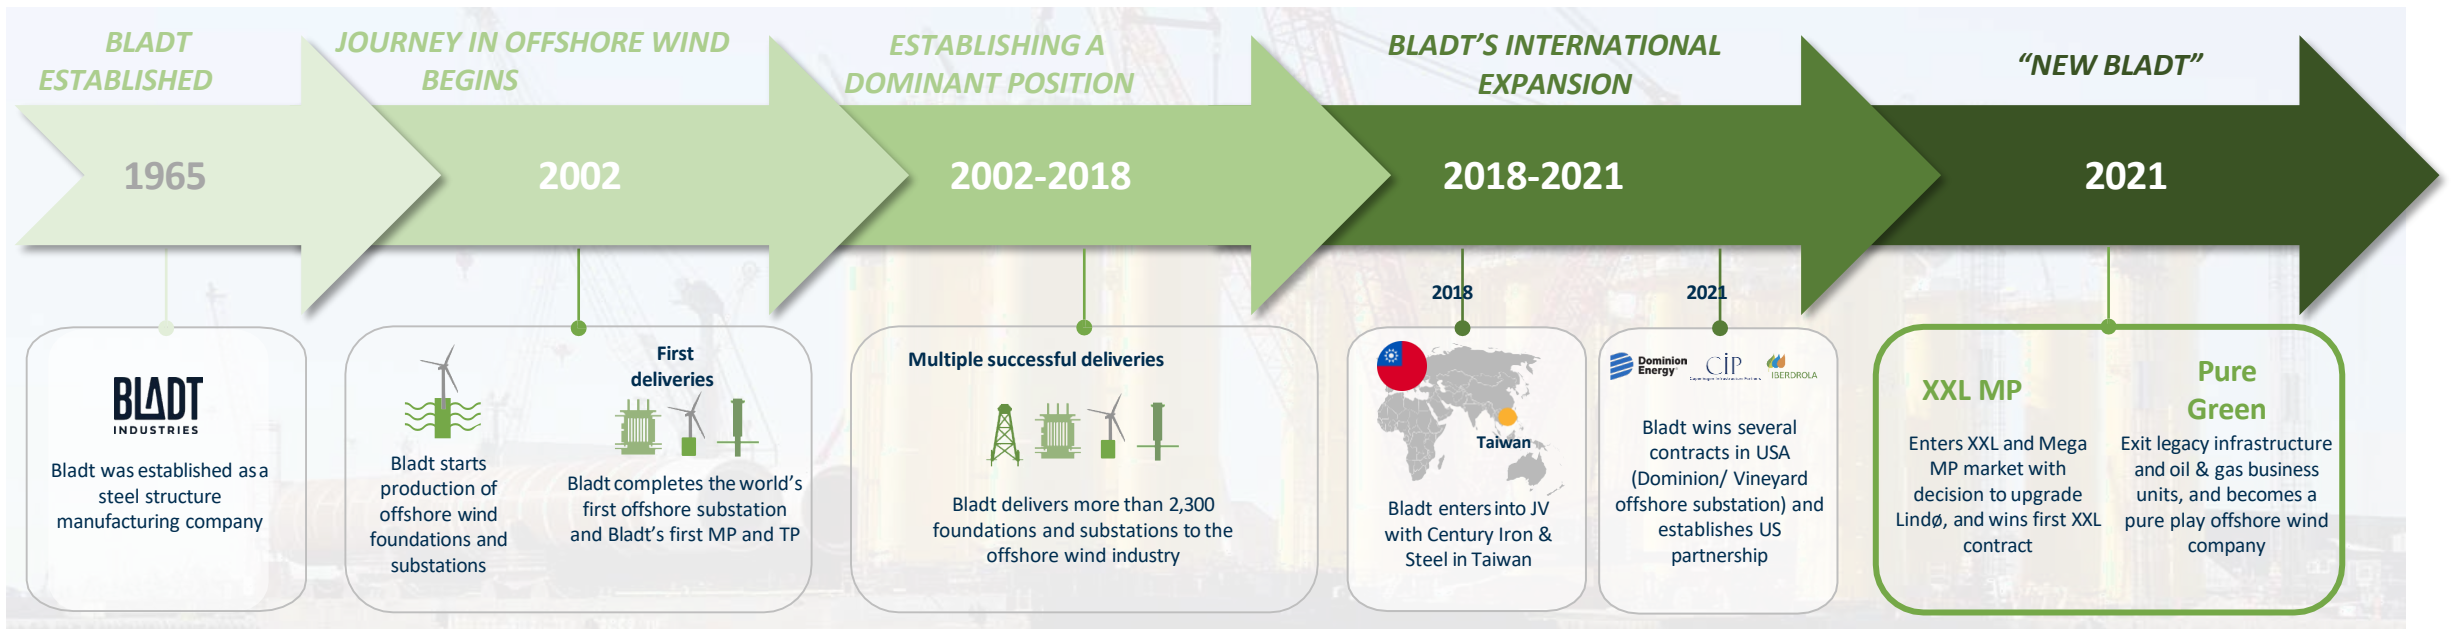 BLADT
ESTABLISHED
JOURNEY IN OFFSHORE WIND
BEGINS
ESTABLISHING A
DOMINANT POSITION
BLADT’S INTERNATIONAL
EXPANSION
“NEW BLADT”
1965
2002
2002-2018
2018-2021
2021
BLADT
INDUSTRIES
Bladt was established as a
steel structure
manufacturing company
Bladt starts
production of
offshore wind
foundations and
substations
First
deliveries
Bladt completes the world’s
first offshore substation
and Bladt’s first MP and TP
Multiple successful deliveries
Bladt delivers more than 2,300
foundations and substations to the
offshore wind industry
2018
Taiwan
Bladt enters into JV
with Century Iron &
Steel in Taiwan
2021
Dominion
Energy
CIP
Copenhagen Infrastructure Partners
IBERDROLA
Bladt wins several
contracts in USA
(Dominion/ Vineyard
offshore substation) and
establishes US
partnership
XXL MP
Enters XXL and Mega
MP market with
decision to upgrade
Lindø, and wins first XXL
contract
Pure
Green
Exit legacy infrastructure
and oil & gas business
units, and becomes a
pure play offshore wind
company